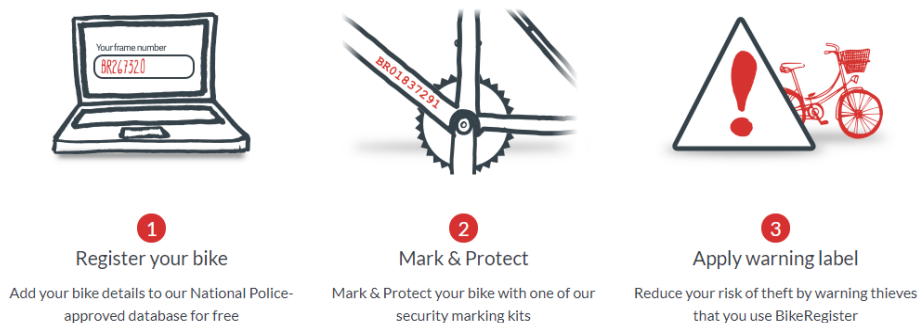 Your frame number
BR267320
BR01837291
1
Register your bike
Add your bike details to our National Police-
approved database for free
2
Mark & Protect
Mark & Protect your bike with one of our
security marking kits
3
Apply warning label
Reduce your risk of theft by warning thieves
that you use BikeRegister